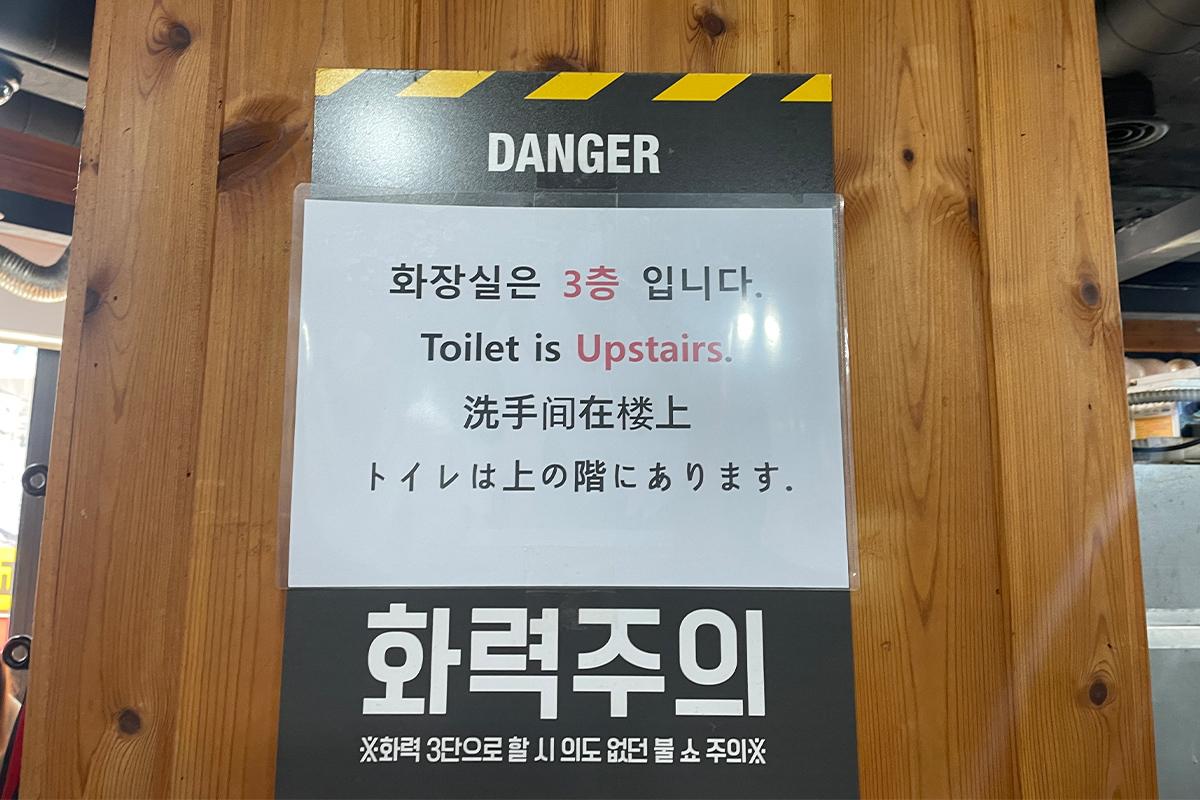 DANGER
화장실은 3층 입니다.
Toilet is Upstairs.
洗手间在楼上
トイレは上の階にあります.
화력주의
※화력 3단으로 할 시 의도 없던 불 쇼 주의※